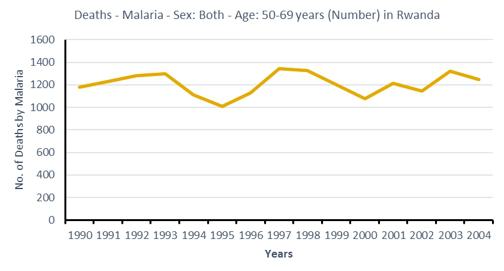 Deaths - Malaria - Sex: Both - Age: 50-69 years (Number) in Rwanda
No. of Deaths by Malaria
1600
1400
1200
1000
800
600
400
200
0
1990 1991 1992 1993 1994 1995 1996 1997 1998 1999 2000 2001 2002 2003 2004
Years